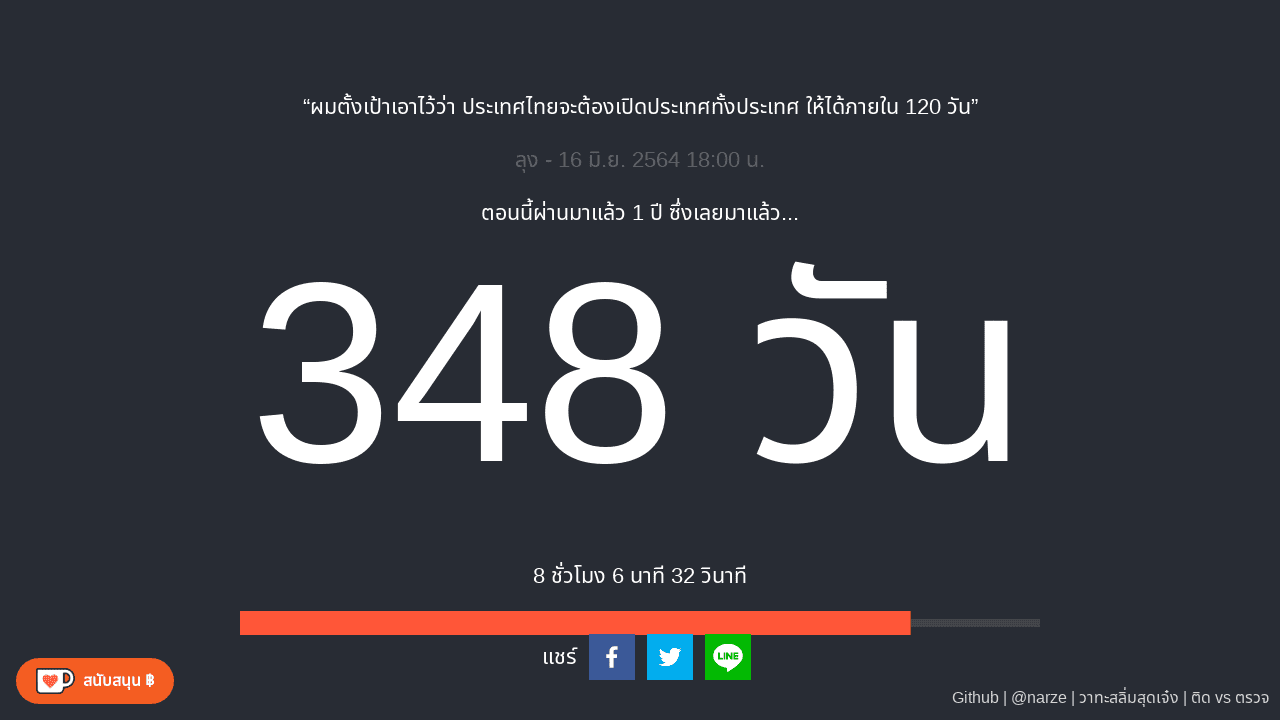 “ผมตั้งเป้าเอาไว้ว่า ประเทศไทยจะต้องเปิดประเทศทั้งประเทศ ให้ได้ภายใน 120 วัน”
ลุง - 16 มิ.ย. 2564 18:00 น.
ตอนนี้ผ่านมาแล้ว 1 ปี ซึ่งเลยมาแล้ว...
348 วัน
8 ชั่วโมง 6 นาที 32 วินาที
แชร์ LINE
สนับสนุน ฿
Github | @narze | วาทะสลิ่มสุดเจ๋ง | ติด vs ตรวจ